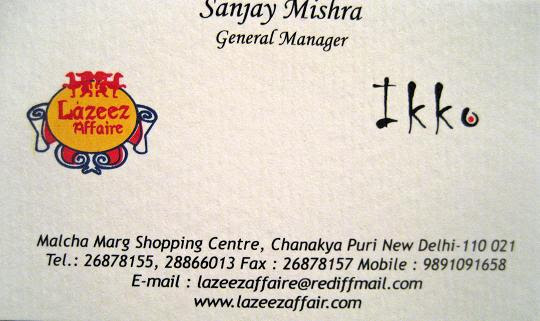 Sanjay Mishra
General Manager
Lazeez
Affaire
Ikko
Malcha Marg Shopping Centre, Chanakya Puri New Delhi-110 021
Tel.: 26878155, 28866013 Fax : 26878157 Mobile : 9891091658
E-mail : lazeezaffaire@rediffmail.com
www.lazeezaffair.com